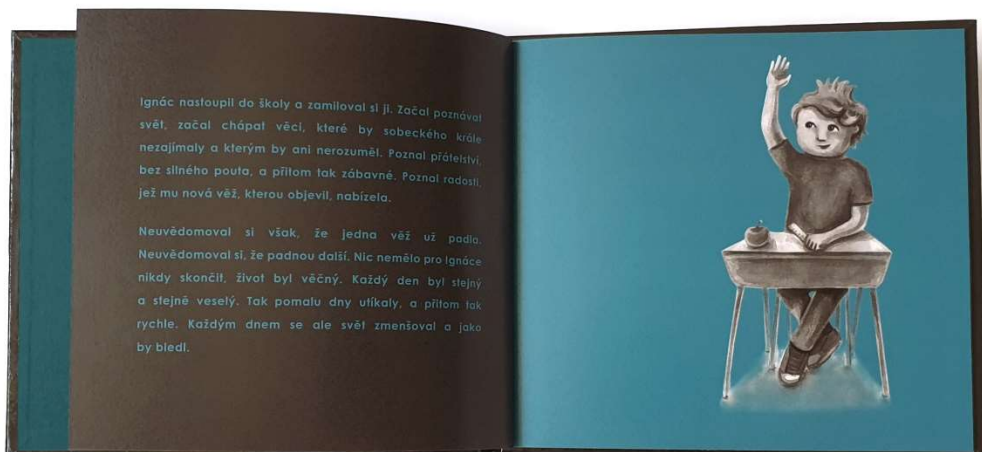 Ignác nastoupil do školy a zamiloval si ji. Začal poznávat
svět, začal chápat věci, které by sobeckého krále
nezajímaly a kterým by ani nerozuměl. Poznal přátelství,
bez silného pouta, a přitom tak zábavné. Poznal radosti,
jež mu nová věž, kterou objevil, nabízela.
Neuvědomoval si však, že jedna věž už padla.
Neuvědomoval si, že padnou další. Nic nemělo pro Ignáce
nikdy skončit, život byl věčný. Každý den byl stejný
a stejně veselý. Tak pomalu dny utíkaly, a přitom tak
rychle. Každým dnem se ale svět zmenšoval a jako
by bledl.